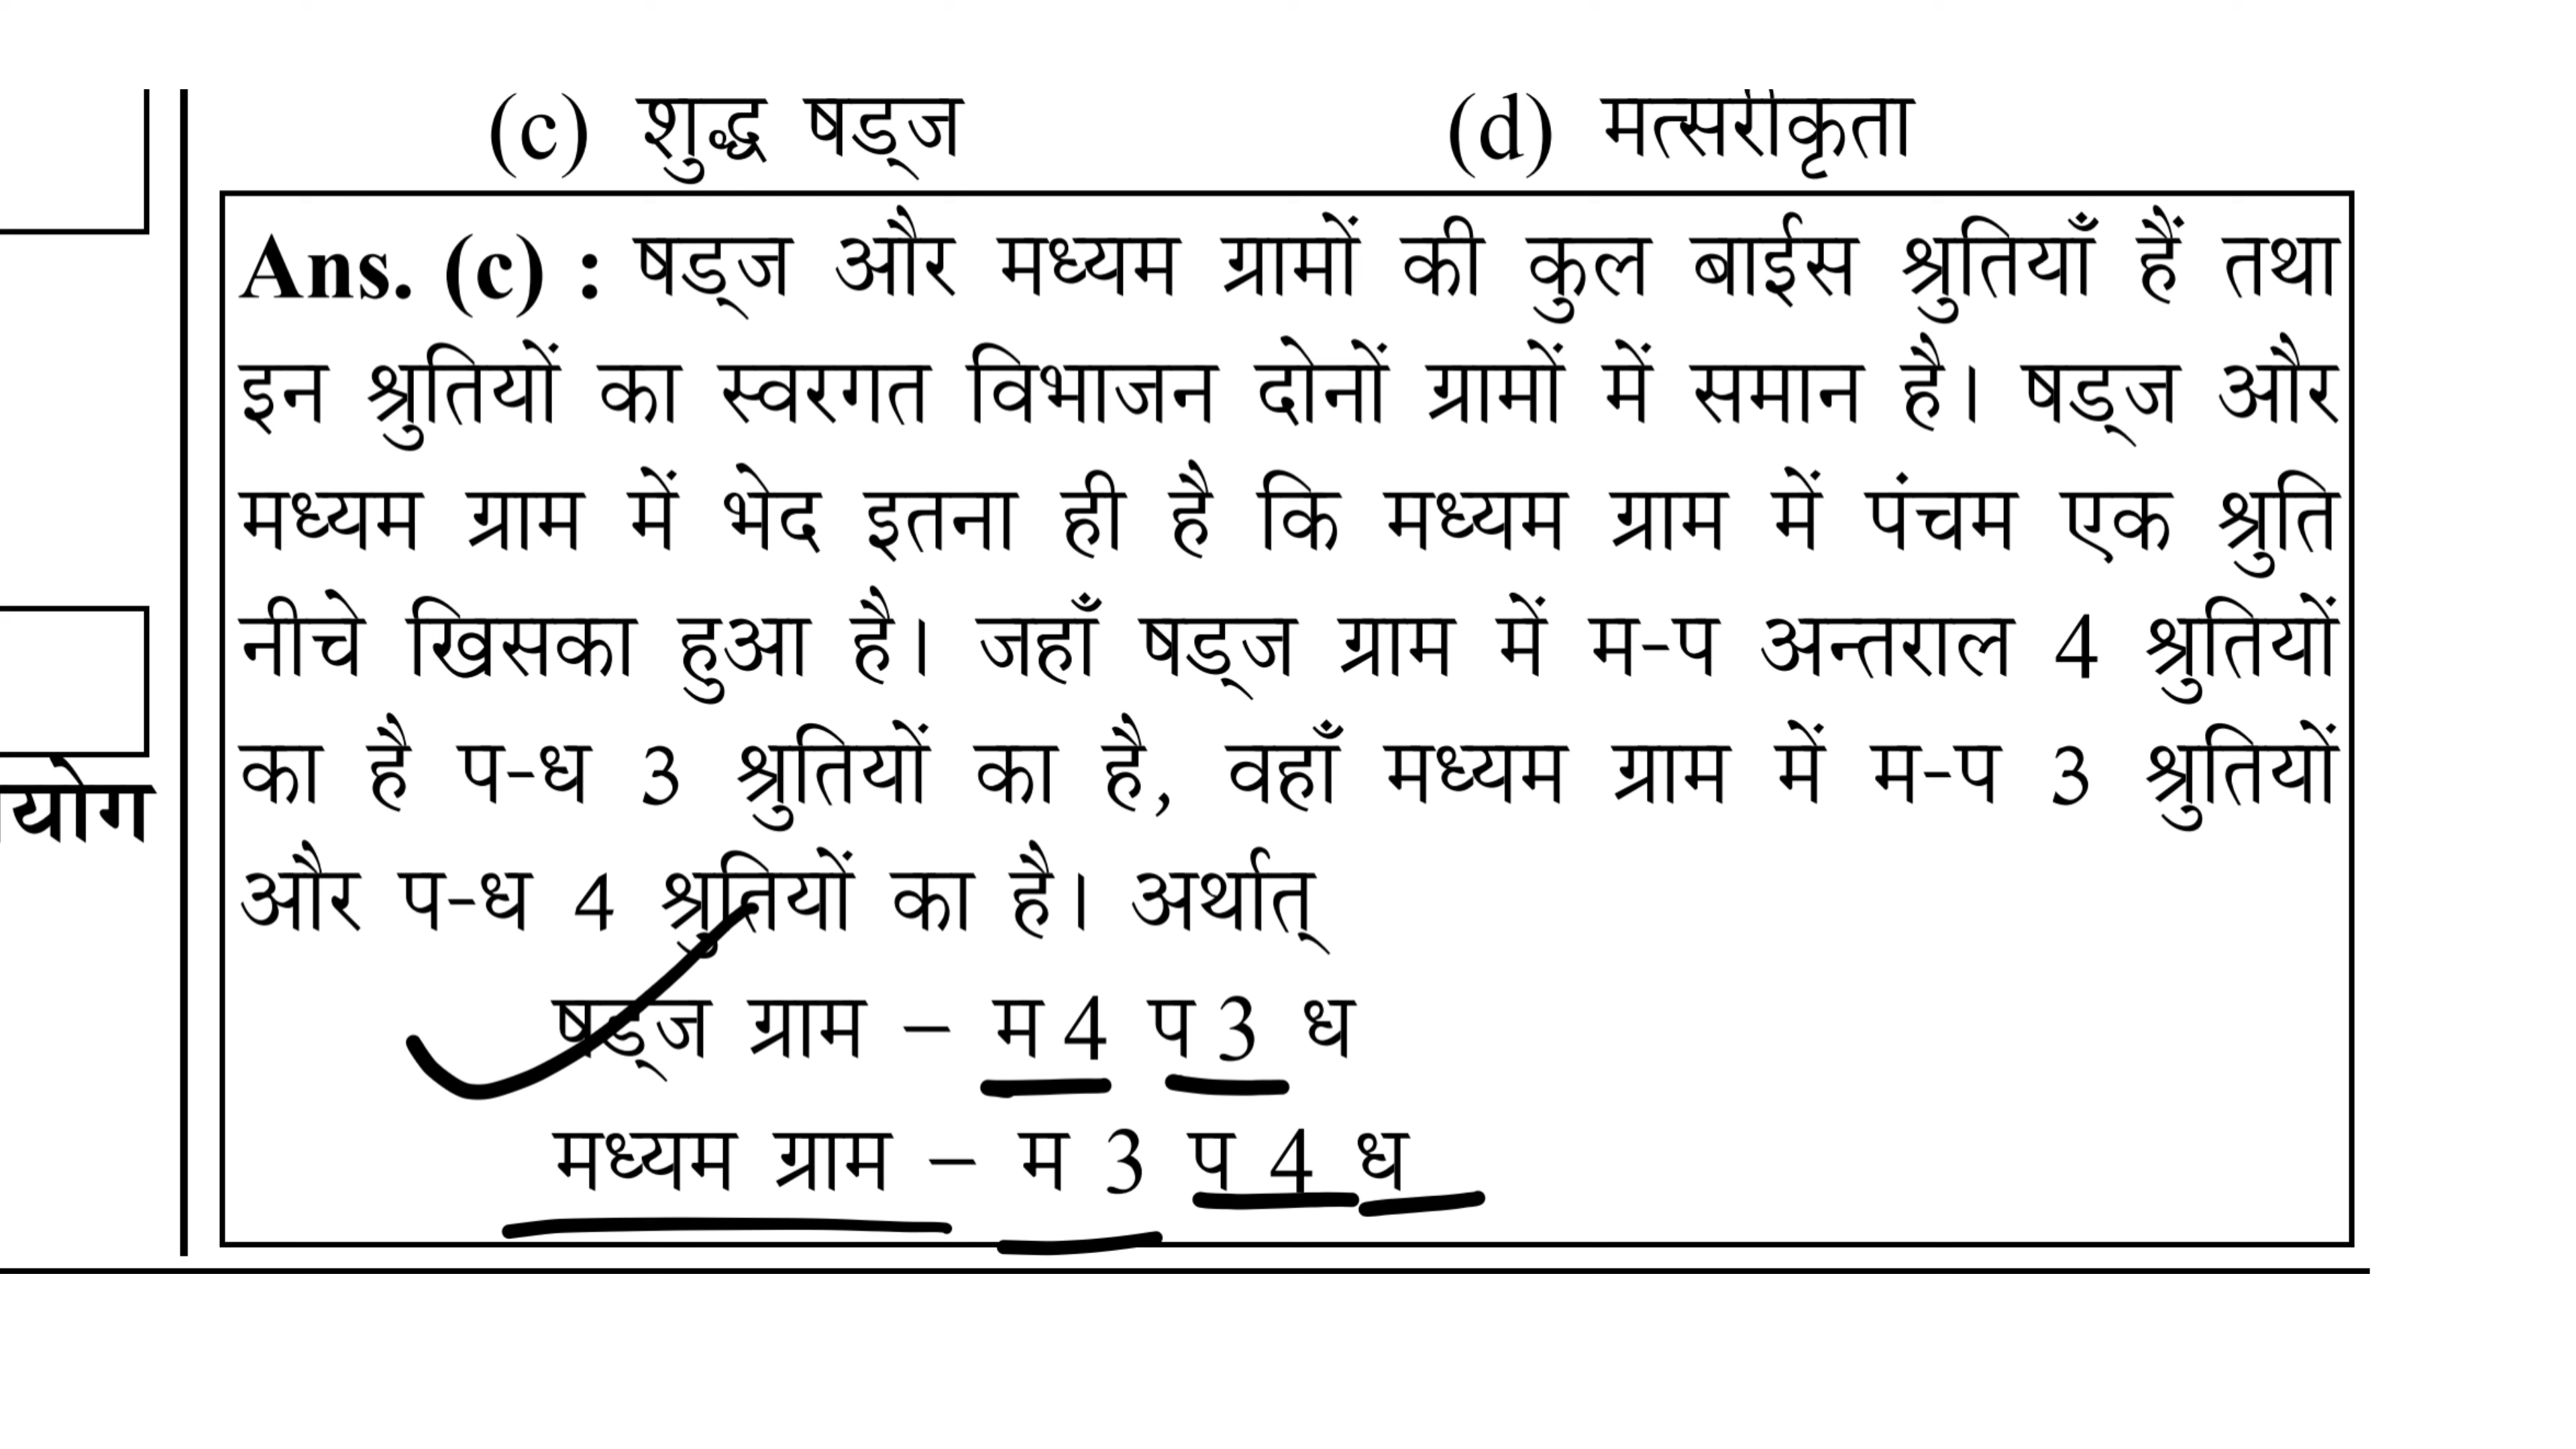 (c) शुद्ध षड्ज (d) मत्सरीकृता
Ans. (c) : षड्ज और मध्यम ग्रामों की कुल बाईस श्रुतियाँ हैं तथा
इन श्रुतियों का स्वरगत विभाजन दोनों ग्रामों में समान है। षड्ज और
मध्यम ग्राम में भेद इतना ही है कि मध्यम ग्राम में पंचम एक श्रुति
नीचे खिसका हुआ है। जहाँ षड्ज ग्राम में म-प अन्तराल 4 श्रुतियों
का है प-ध 3 श्रुतियों का है, वहाँ मध्यम ग्राम में म-प 3 श्रुतियों
और प-ध 4 श्रुतियों का है। अर्थात्
षड्ज ग्राम – म 4 प 3 ध
मध्यम ग्राम – म 3 प 4 ध